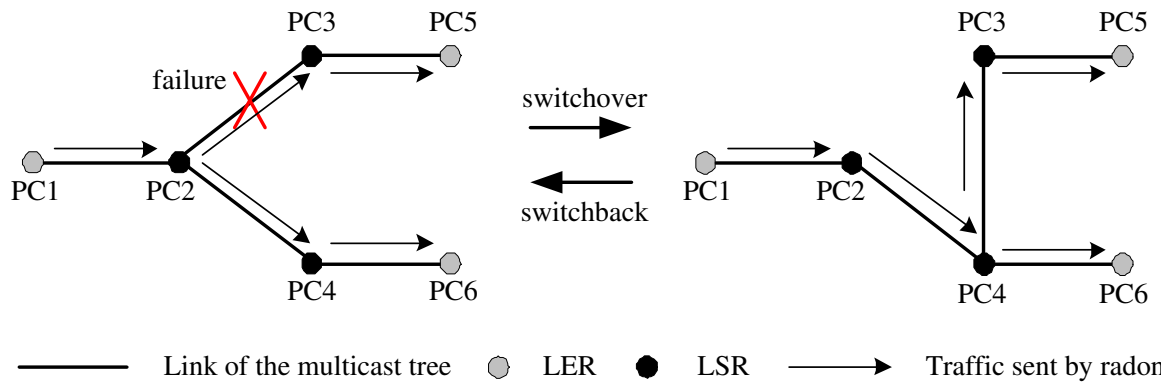 PC3 PC5
failure
PC1 PC2
PC4 PC6
switchover
switchback
PC3 PC5
PC1 PC2
PC4 PC6
Link of the multicast tree LER LSR Traffic sent by radon